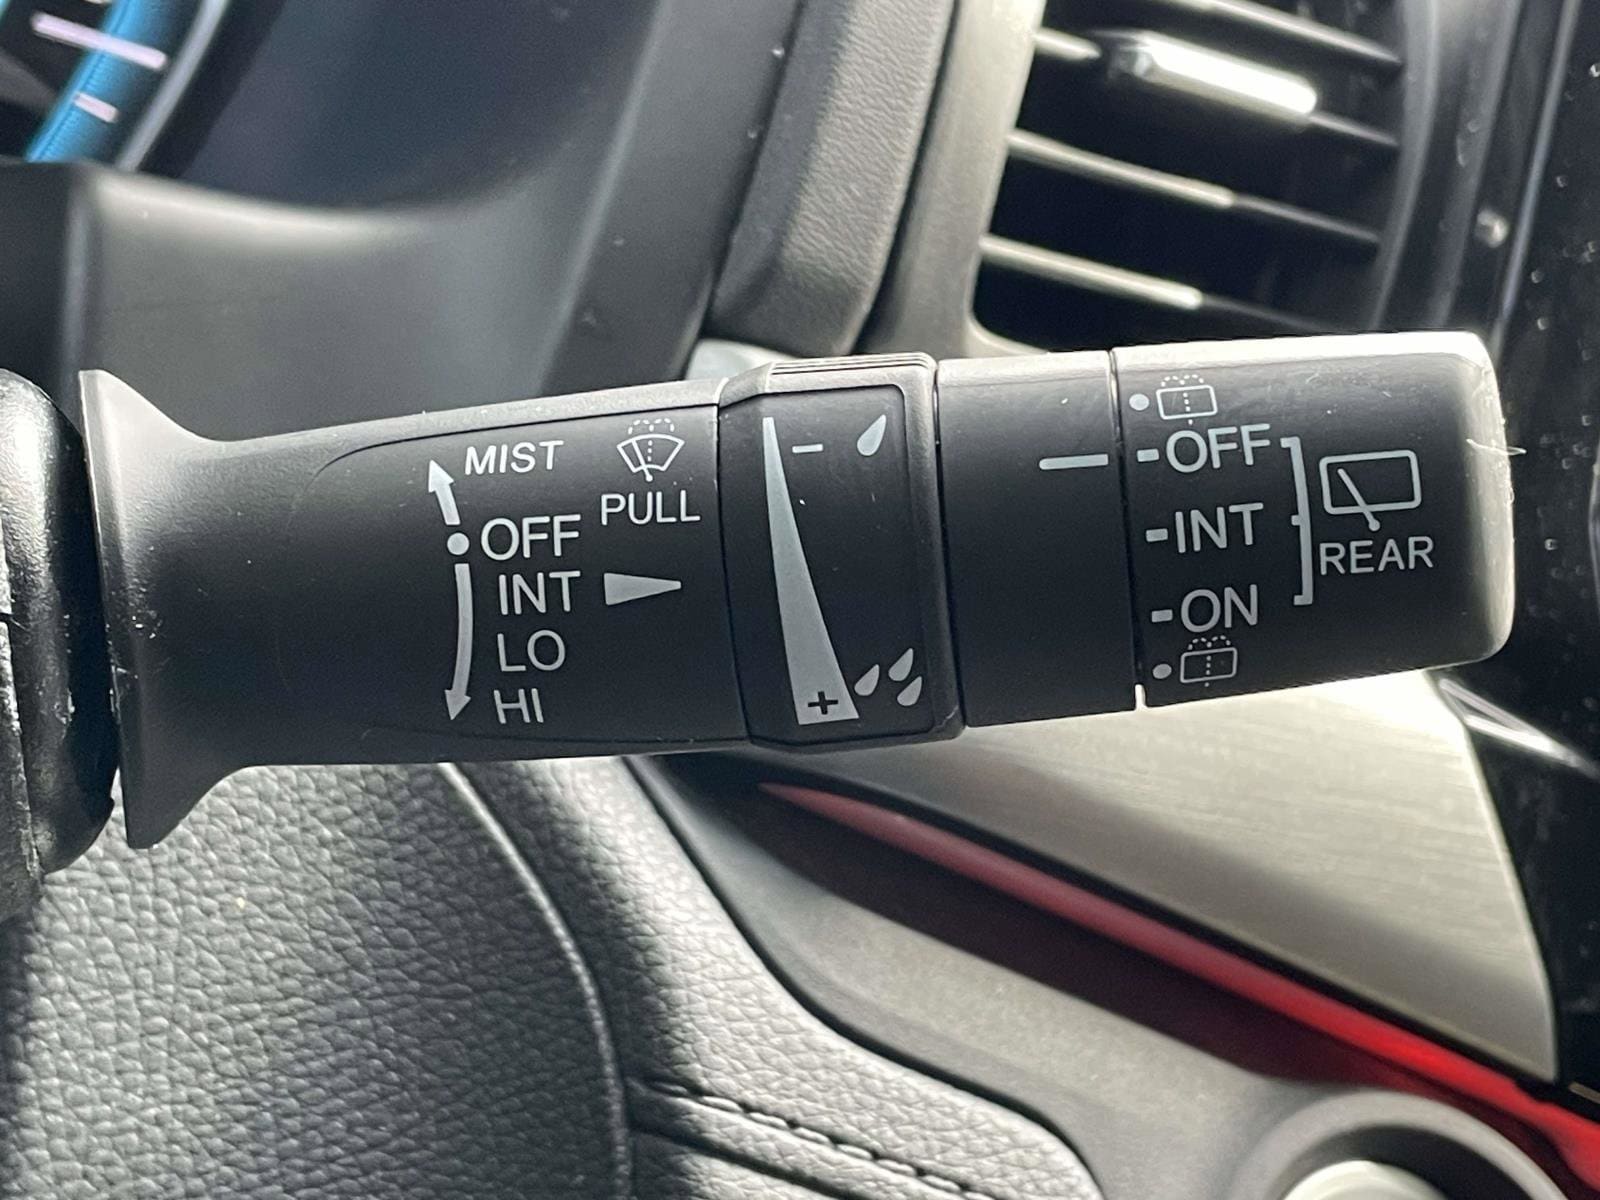 MIST
PULL
OFF
INT
LO
HI
-
+
OFF
INT
ON
REAR